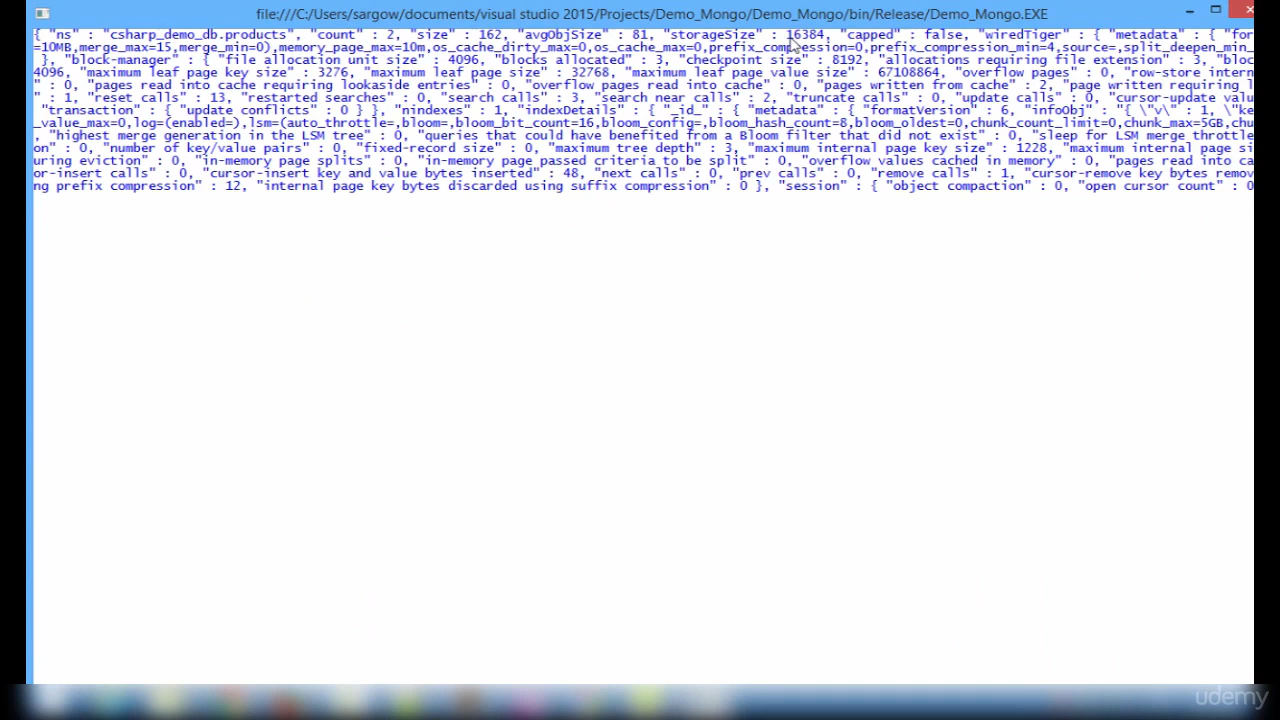 file:///C:/Users/sargow/documents/visual studio 2015/Projects/Demo_Mongo/Demo_Mongo/bin/Release/Demo_Mongo.EXE
{ "ns" : "csharp_demo_db.products", "count" : 2, "size" : 162, "avgObjSize" : 81, "storageSize" : 16384, "capped" : false, "wiredTiger" : { "metadata" : { "for
=10MB,merge_max=15,merge_min=0),memory_page_max=10m,os_cache_dirty_max=0,os_cache_max=0,prefix_compression=0,prefix_compression_min=4,source=,split_deepen_min_
 }, "block-manager" : { "file allocation unit size" : 4096, "blocks allocated" : 3, "checkpoint size" : 8192, "allocations requiring file extension" : 3, "bloc
4096, "maximum leaf page key size" : 3276, "maximum leaf page size" : 32768, "maximum leaf page value size" : 67108864, "overflow pages" : 0, "row-store intern
" : 0, "pages read into cache requiring lookaside entries" : 0, "overflow pages read into cache" : 0, "pages written from cache" : 2, "page written requiring l
" : 1, "reset calls" : 13, "restarted searches" : 0, "search calls" : 3, "search near calls" : 2, "truncate calls" : 0, "update calls" : 0, "cursor-update valu
 "transaction" : { "update conflicts" : 0 } }, "nindexes" : 1, "indexDetails" : { "_id_" : { "metadata" : { "formatVersion" : 6, "infoObj" : "{ \"v\" : 1, \"ke
_value_max=0,log=(enabled=),lsm=(auto_throttle=,bloom=,bloom_bit_count=16,bloom_config=,bloom_hash_count=8,bloom_oldest=0,chunk_count_limit=0,chunk_max=5GB,chu
, "highest merge generation in the LSM tree" : 0, "queries that could have benefited from a Bloom filter that did not exist" : 0, "sleep for LSM merge throttle
on" : 0, "number of key/value pairs" : 0, "fixed-record size" : 0, "maximum tree depth" : 3, "maximum internal page key size" : 1228, "maximum internal page si
uring eviction" : 0, "in-memory page splits" : 0, "in-memory page passed criteria to be split" : 0, "overflow values cached in memory" : 0, "pages read into ca
or-insert calls" : 0, "cursor-insert key and value bytes inserted" : 48, "next calls" : 0, "prev calls" : 0, "remove calls" : 1, "cursor-remove key bytes remov
ng prefix compression" : 12, "internal page key bytes discarded using suffix compression" : 0 }, "session" : { "object compaction" : 0, "open cursor count" : 0
udemy